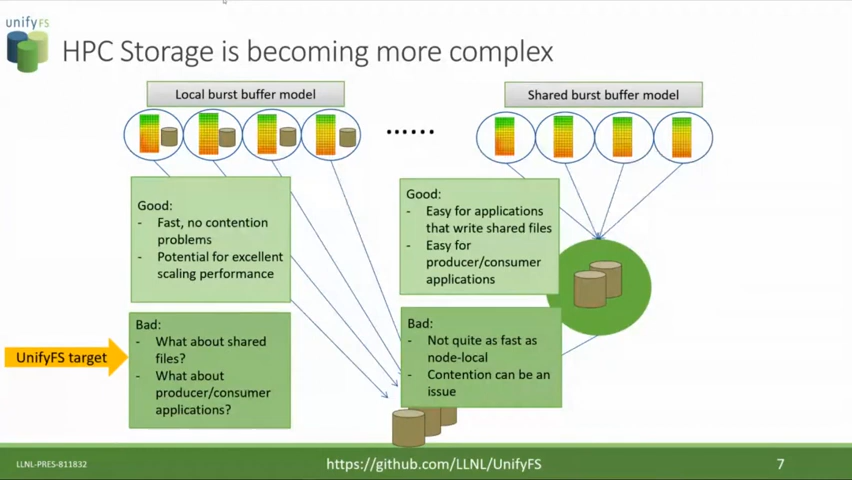 unify FS
HPC Storage is becoming more complex
Local burst buffer model
Shared burst buffer model
......
Good:
- Fast, no contention
problems
- Potential for excellent
scaling performance
Bad:
- What about shared
files?
- What about
producer/consumer
applications?
UnifyFS target
Good:
- Easy for applications
that write shared files
- Easy for
producer/consumer
applications
Bad:
- Not quite as fast as
node-local
- Contention can be an
issue
LLNL-PRES-811832
https://github.com/LLNL/UnifyFS
7